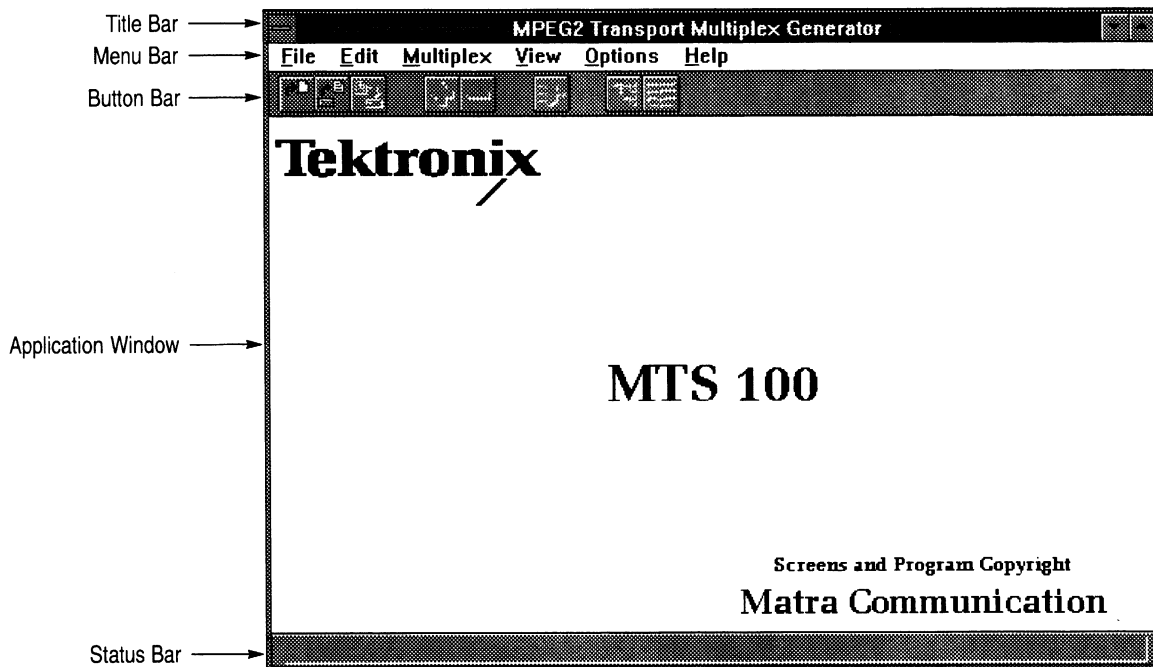 Title Bar
MPEG2 Transport Multiplex Generator
Menu Bar
File Edit Multiplex View Options Help
Button Bar
Tektronix
Application Window
MTS 100
Screens and Program Copyright
Matra Communication
Status Bar